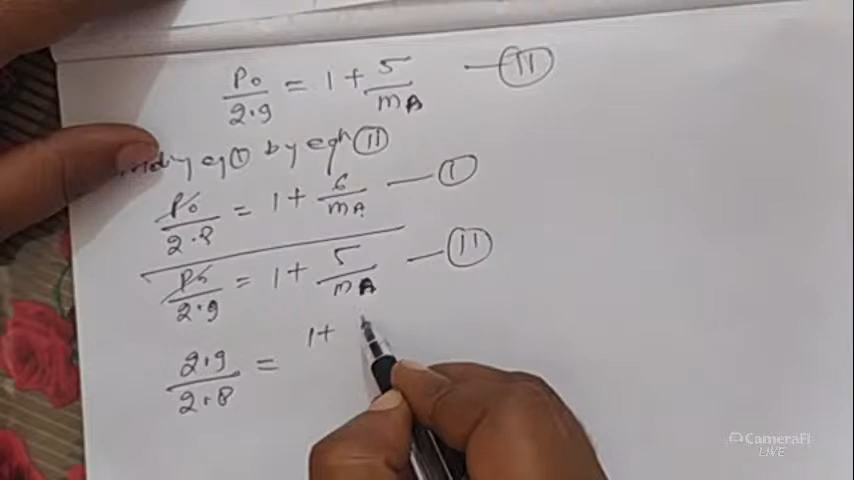 P0/2.9 = 1 + 5/mA — II
by eqn II
P0/2.8 = 1 + 6/mA — I
P0/2.9 = 1 + 5/mA — II
2.9/2.8 = 1+
CameraFi
LIVE